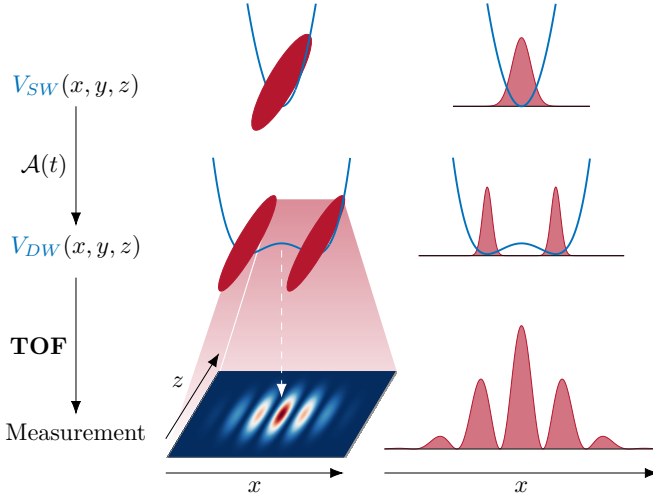 V_{SW}(x, y, z)
𝒜(t)
V_{DW}(x, y, z)
TOF
z
Measurement
x
x